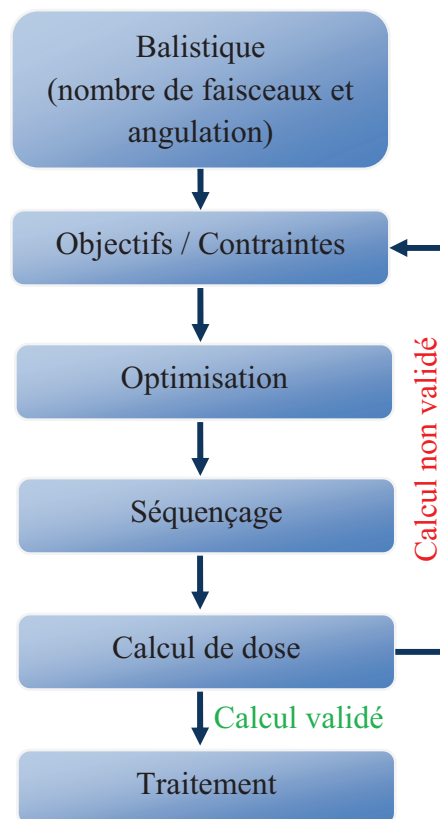 Balistique
(nombre de faisceaux et
angulation)
Objectifs / Contraintes
Optimisation
Séquençage
Calcul de dose
Calcul non validé
Calcul validé
Traitement